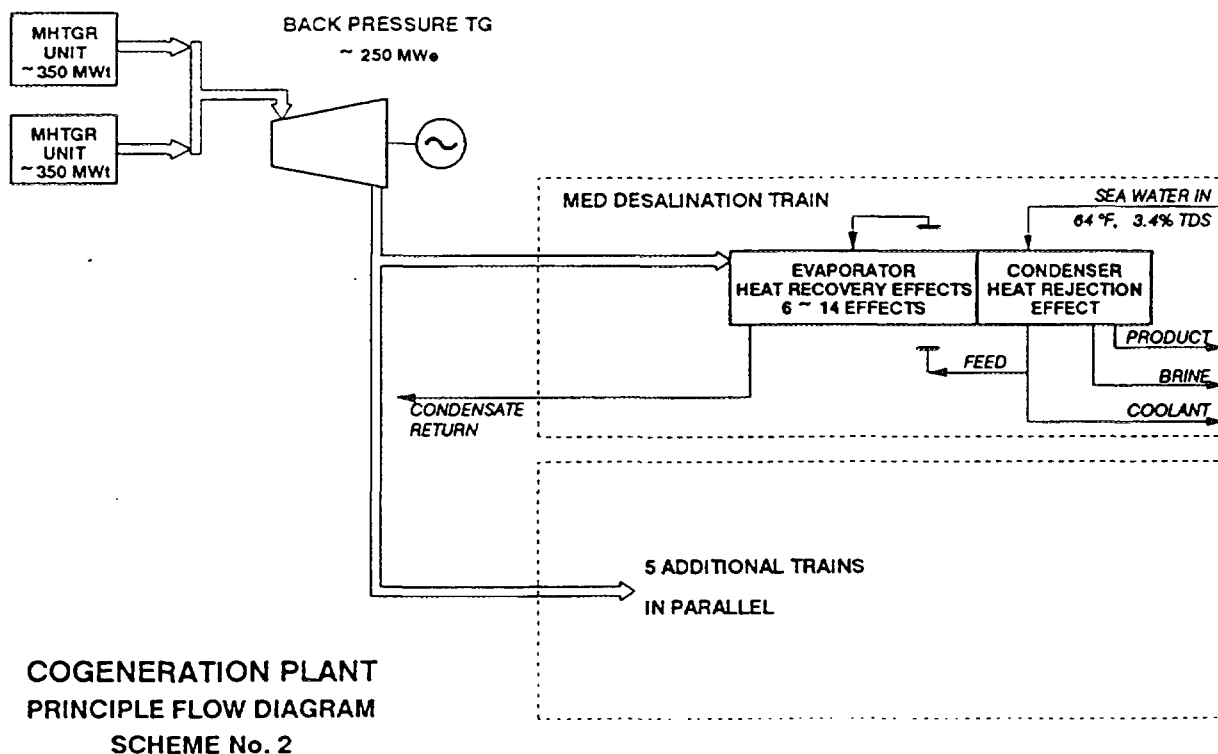 MHTGR
UNIT
~ 350 MWt
MHTGR
UNIT
~ 350 MWt
BACK PRESSURE TG
~ 250 MWe
MED DESALINATION TRAIN
SEA WATER IN
64 °F, 3.4% TDS
EVAPORATOR
HEAT RECOVERY EFFECTS
6 ~ 14 EFFECTS
CONDENSER
HEAT REJECTION
EFFECT
PRODUCT
FEED
BRINE
CONDENSATE
RETURN
COOLANT
5 ADDITIONAL TRAINS
IN PARALLEL
COGENERATION PLANT
PRINCIPLE FLOW DIAGRAM
SCHEME No. 2